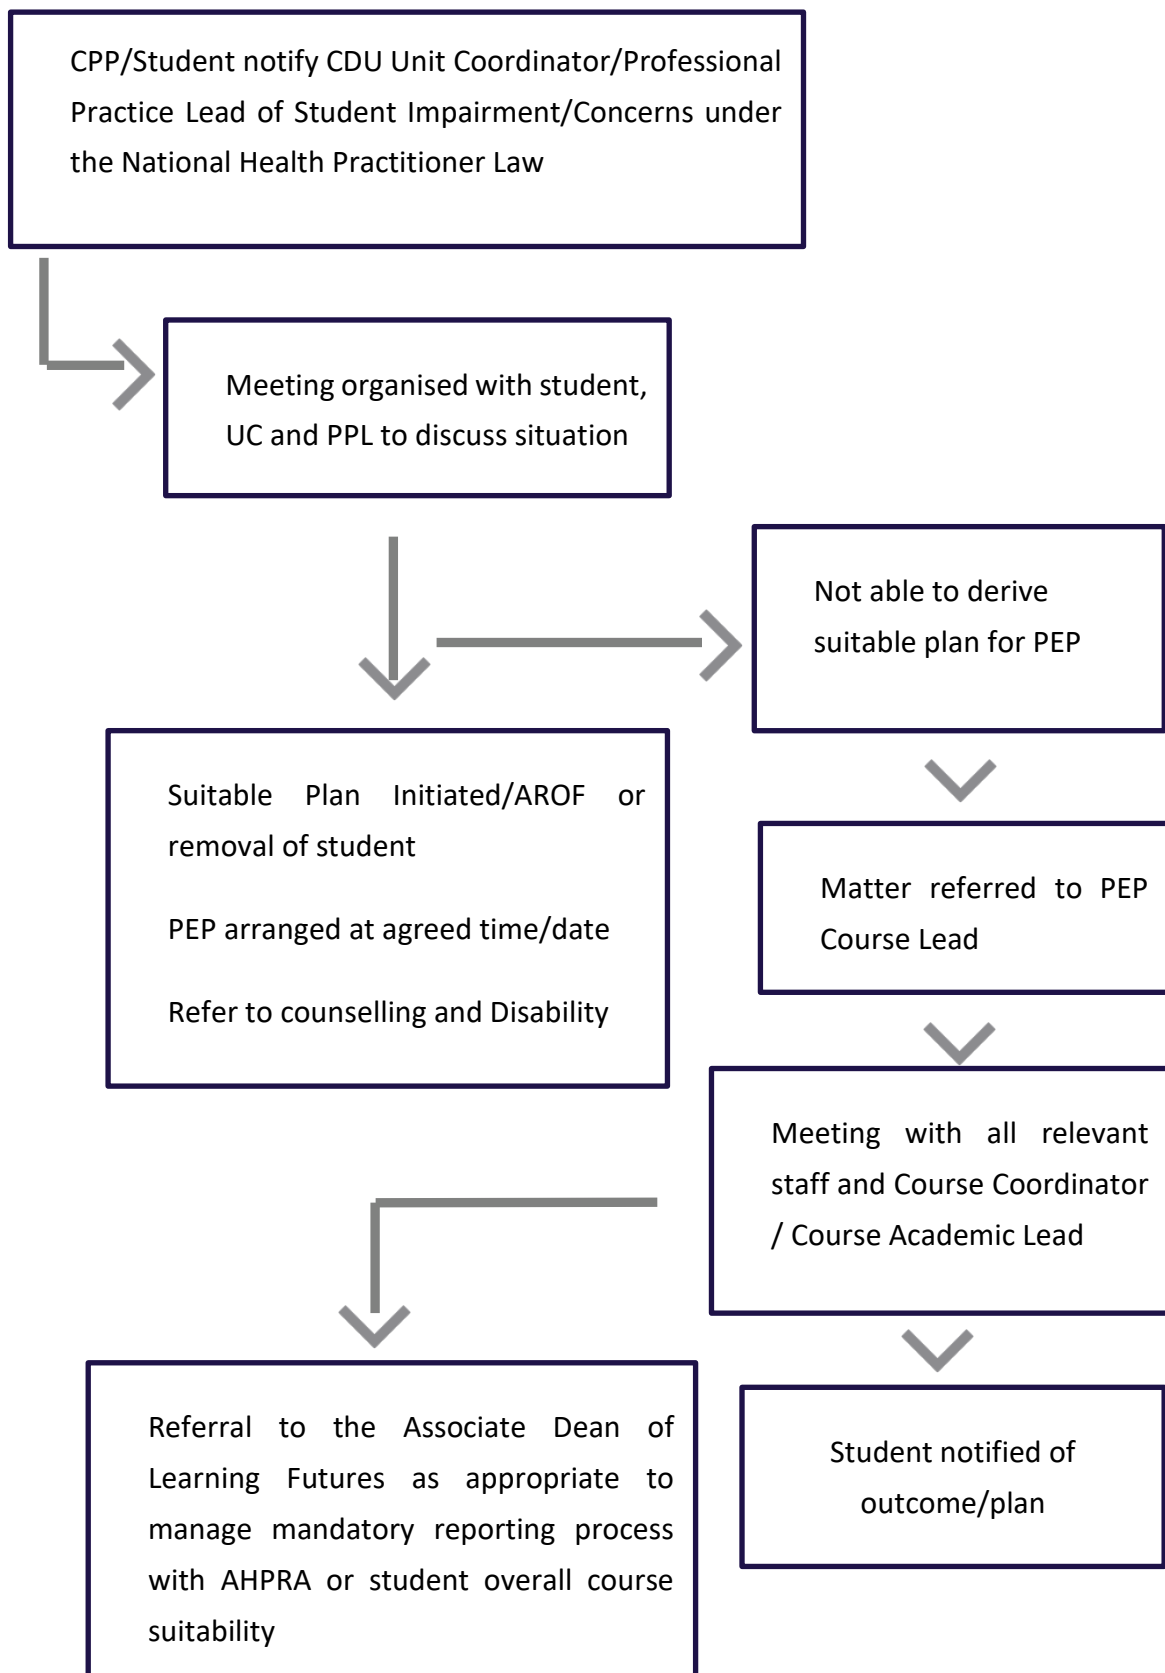 CPP/Student notify CDU Unit Coordinator/Professional
Practice Lead of Student Impairment/Concerns under
the National Health Practitioner Law
Meeting organised with student,
UC and PPL to discuss situation
Not able to derive
suitable plan for PEP
Suitable Plan Initiated/AROF or
removal of student
PEP arranged at agreed time/date
Refer to counselling and Disability
Matter referred to PEP
Course Lead
Meeting with all relevant
staff and Course Coordinator
/ Course Academic Lead
Referral to the Associate Dean of
Learning Futures as appropriate to
manage mandatory reporting process
with AHPRA or student overall course
suitability
Student notified of
outcome/plan